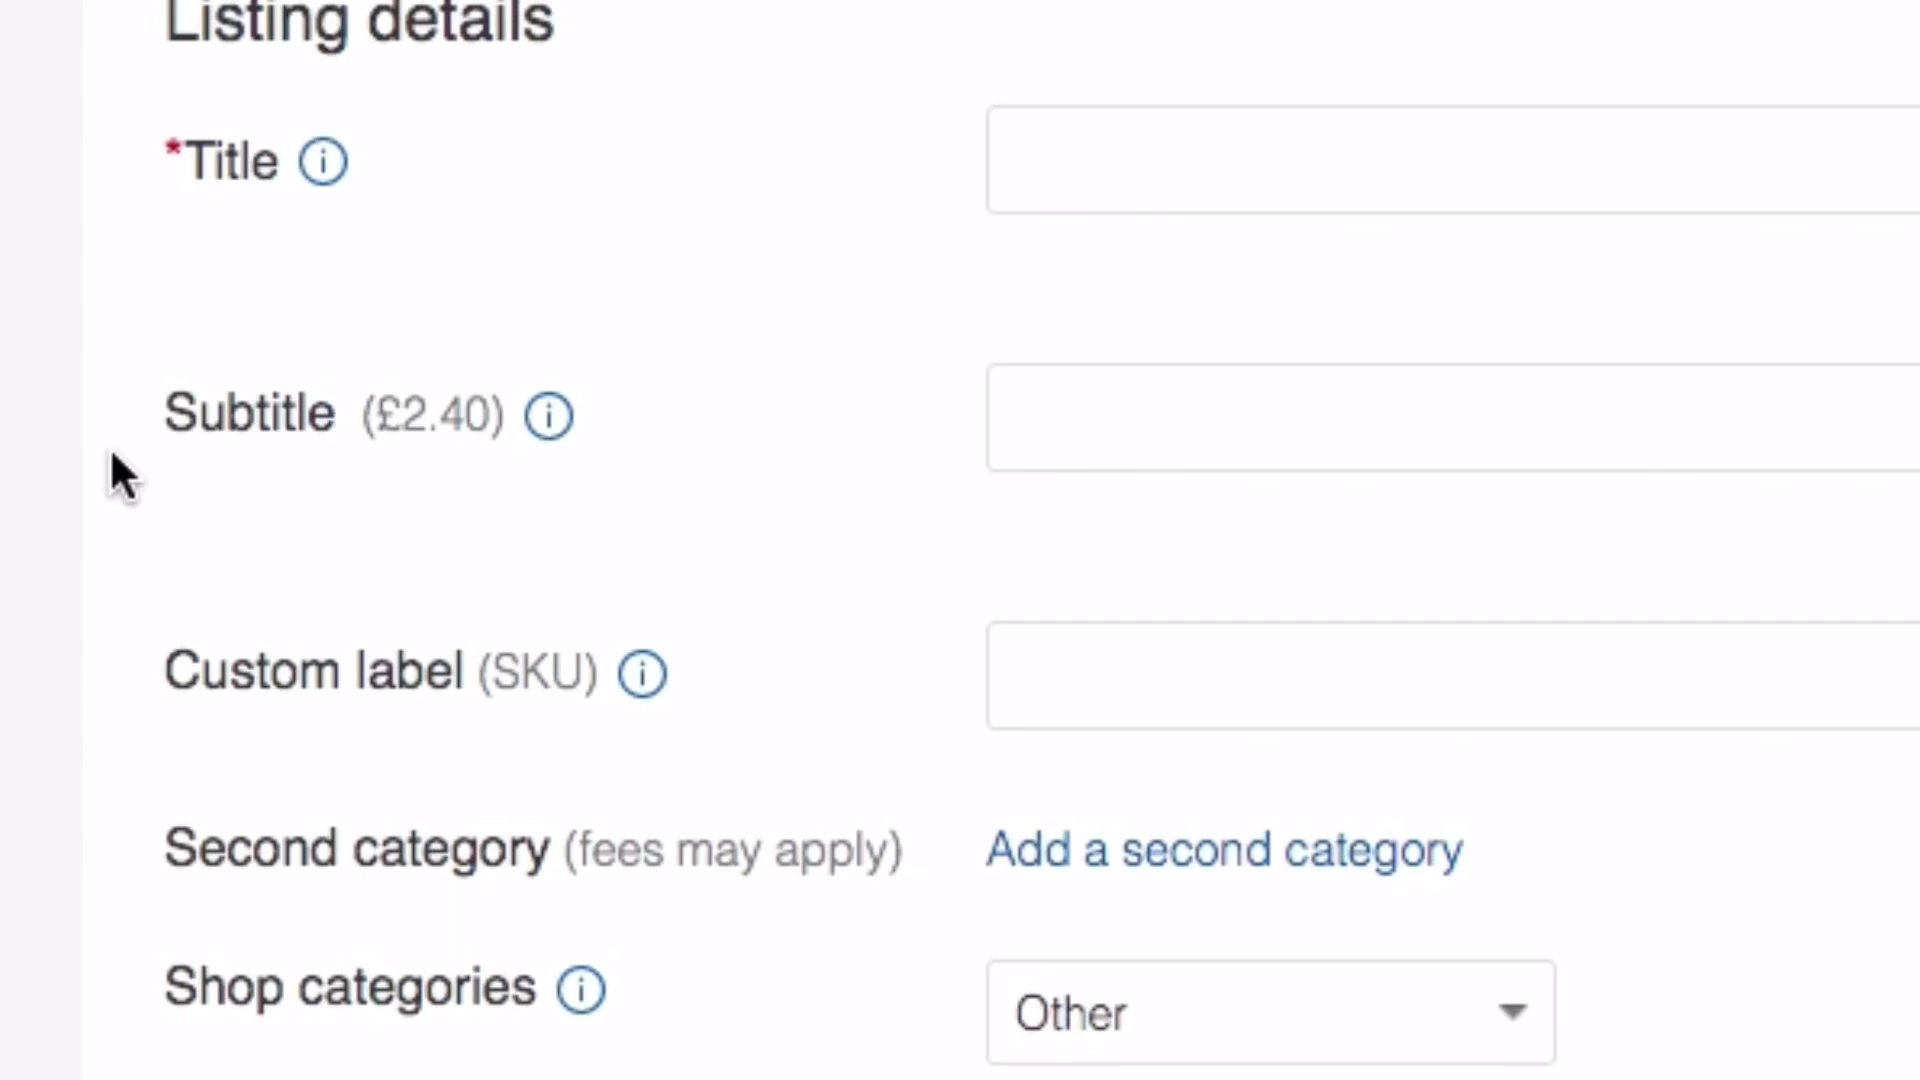 Listing details
*Title
Subtitle (£2.40)
Custom label (SKU)
Second category (fees may apply) Add a second category
Shop categories Other